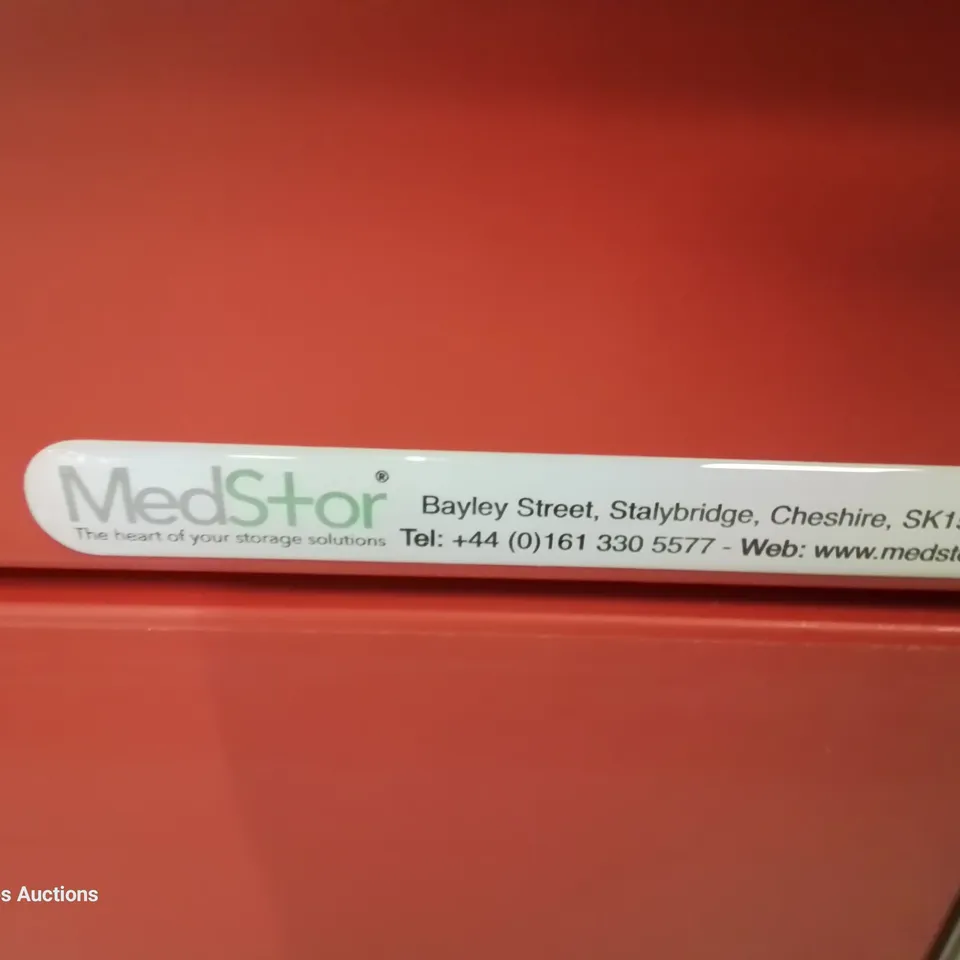 MedStor®
The heart of your storage solutions
Bayley Street, Stalybridge, Cheshire,
Tel: +44 (0)161 330 5577 - Web:
Auctions